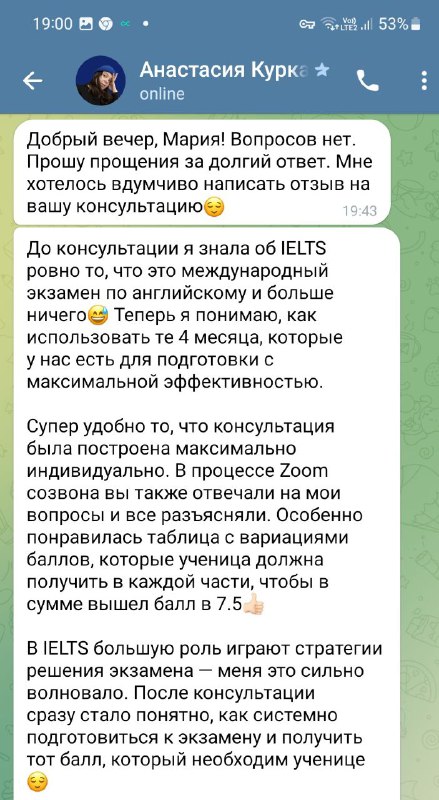 19:00 Vo)) LTE2 53%
Анастасия Курка
online
Добрый вечер, Мария! Вопросов нет.
Прошу прощения за долгий ответ. Мне
хотелось вдумчиво написать отзыв на
вашу консультацию😌
19:43
До консультации я знала об IELTS
ровно то, что это международный
экзамен по английскому и больше
ничего😅 Теперь я понимаю, как
использовать те 4 месяца, которые
у нас есть для подготовки с
максимальной эффективностью.
Супер удобно то, что консультация
была построена максимально
индивидуально. В процессе Zoom
созвона вы также отвечали на мои
вопросы и все разъясняли. Особенно
понравилась таблица с вариациями
баллов, которые ученица должна
получить в каждой части, чтобы в
сумме вышел балл в 7.5👍🏻
В IELTS большую роль играют стратегии
решения экзамена — меня это сильно
волновало. После консультации
сразу стало понятно, как системно
подготовиться к экзамену и получить
тот балл, который необходим ученице
😌